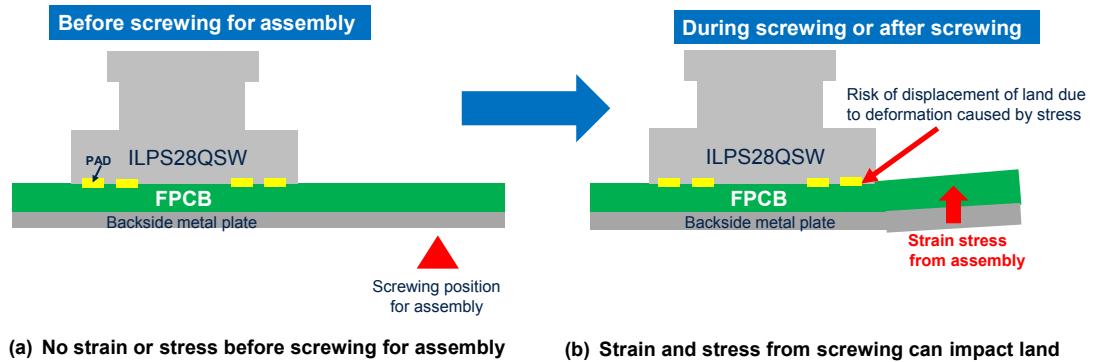 Before screwing for assembly
During screwing or after screwing
Risk of displacement of land due
to deformation caused by stress
PAD
ILPS28QSW
ILPS28QSW
FPCB
FPCB
Backside metal plate
Backside metal plate
Strain stress
from assembly
Screwing position
for assembly
(a) No strain or stress before screwing for assembly
(b) Strain and stress from screwing can impact land